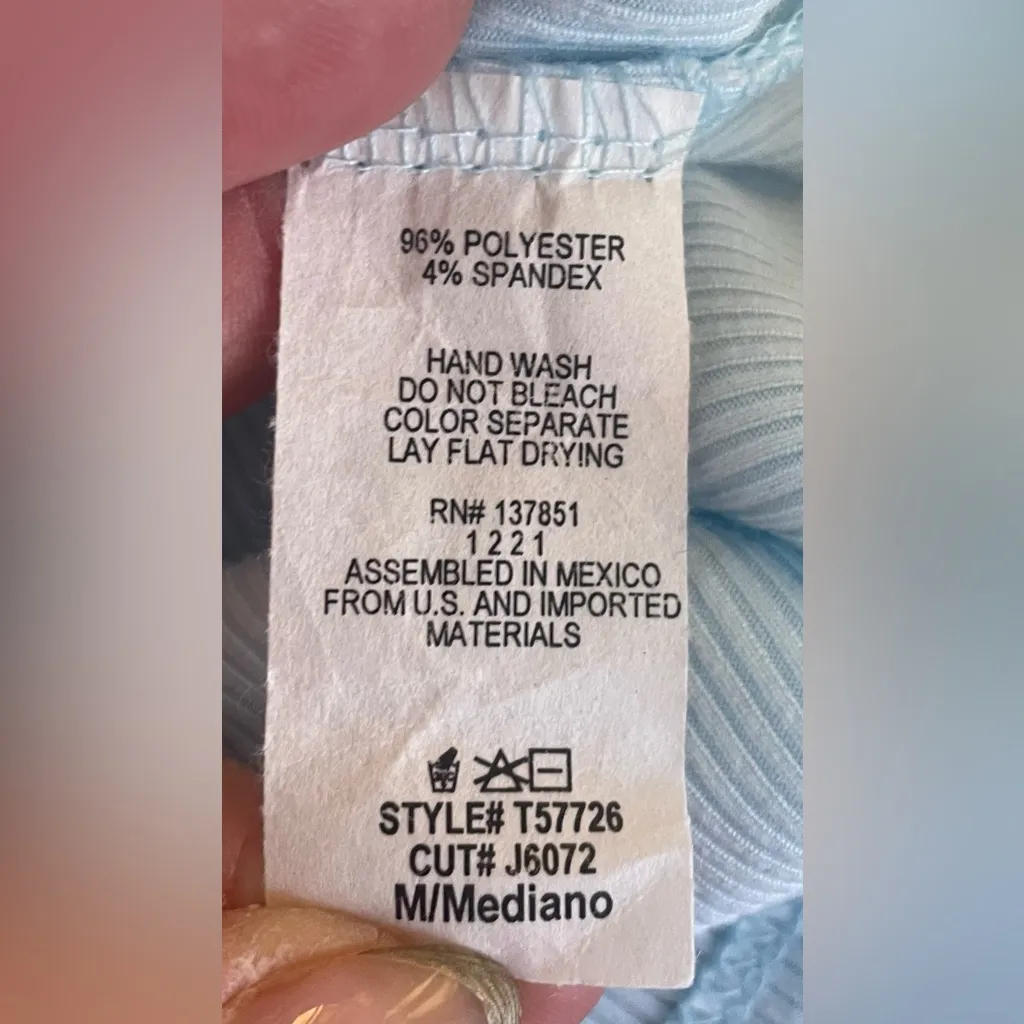 96% POLYESTER
4% SPANDEX
HAND WASH
DO NOT BLEACH
COLOR SEPARATE
LAY FLAT DRYING
RN# 137851
1 2 2 1
ASSEMBLED IN MEXICO
FROM U.S. AND IMPORTED
MATERIALS
STYLE# T57726
CUT# J6072
M/Mediano